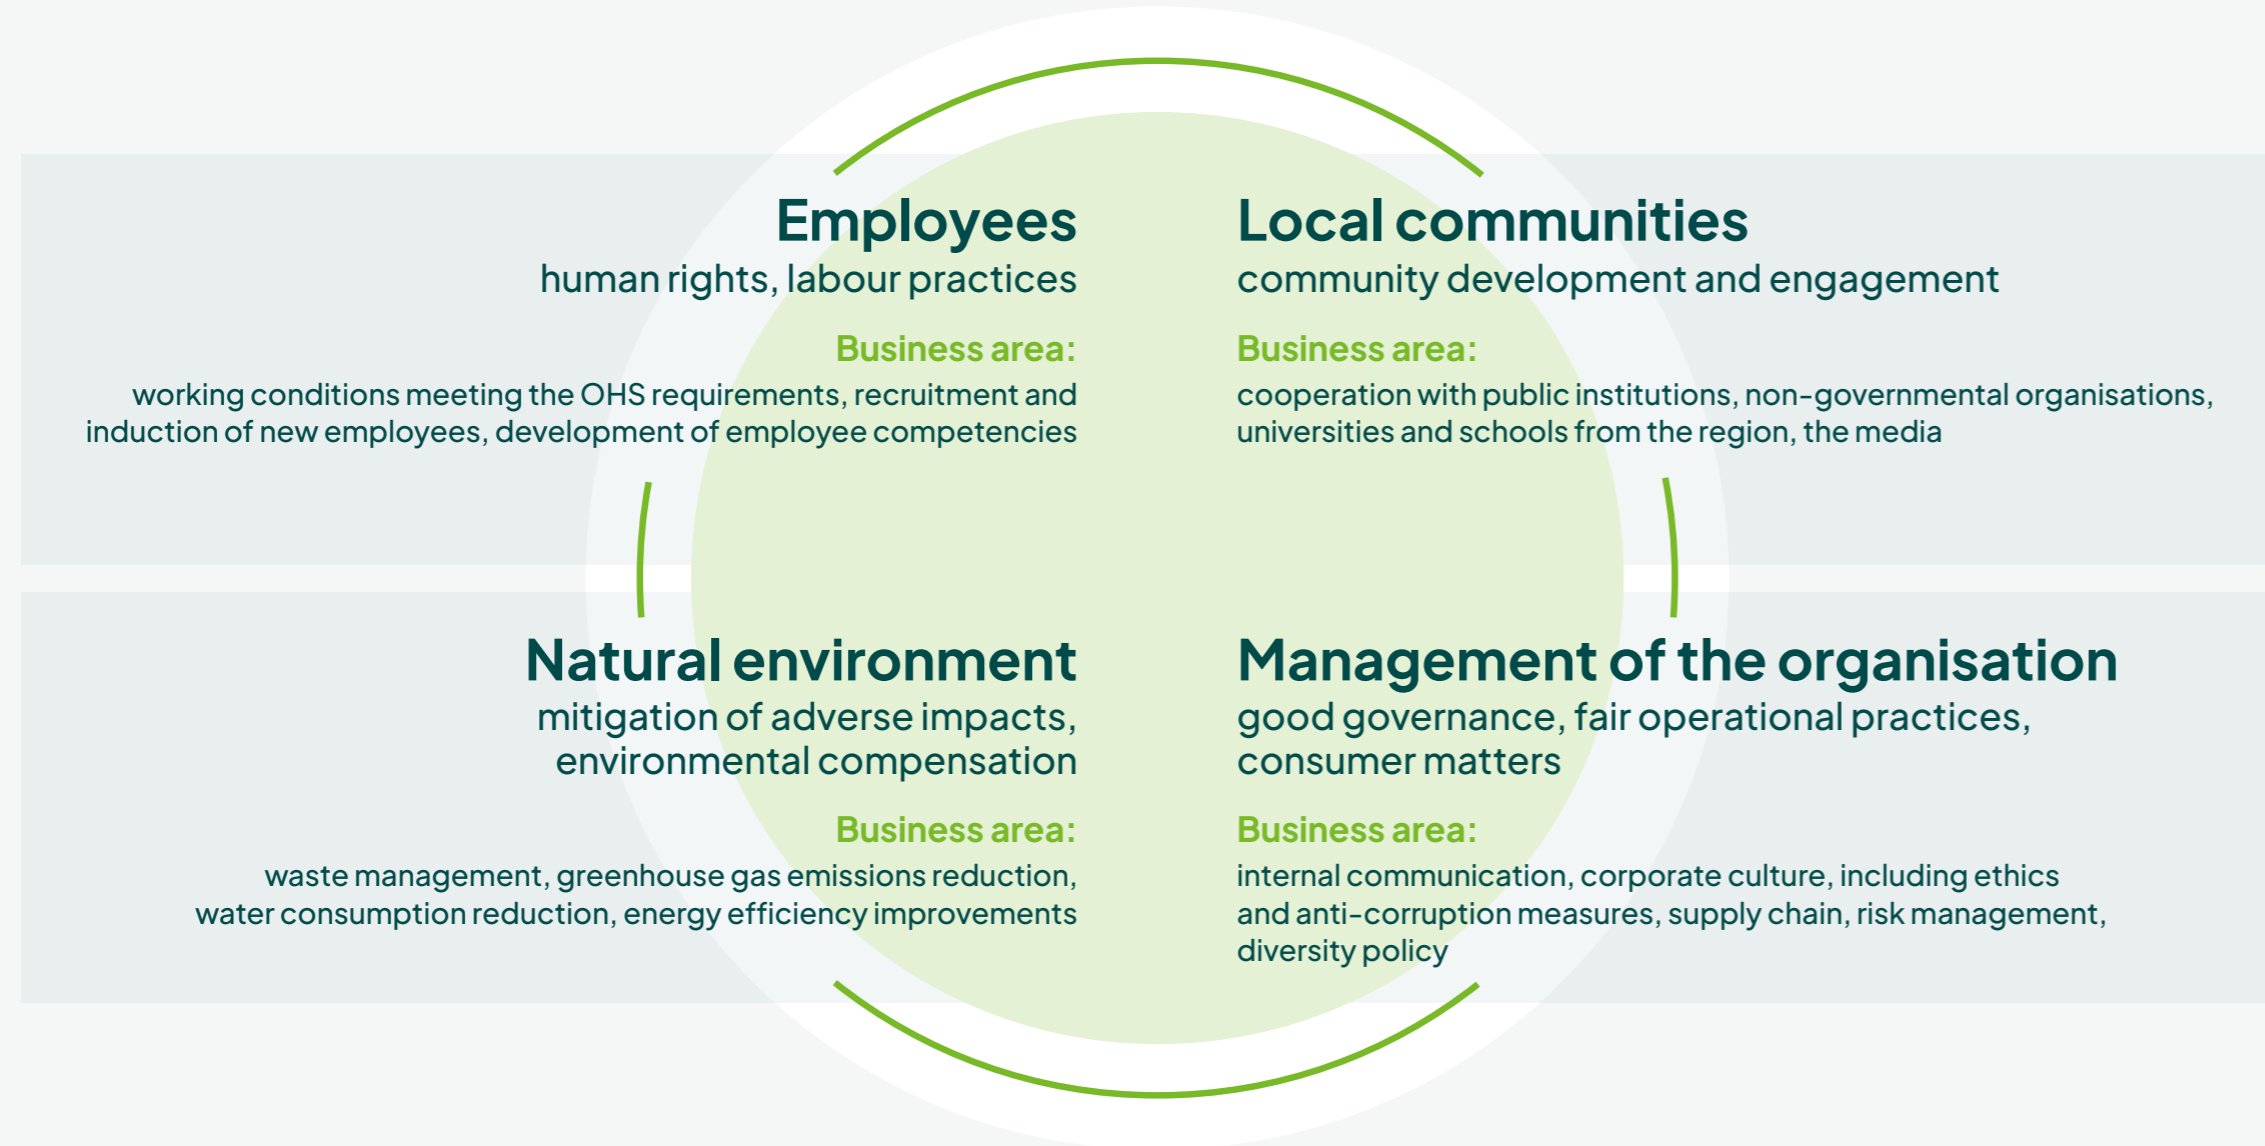 Employees
human rights, labour practices
Business area:
working conditions meeting the OHS requirements, recruitment and
induction of new employees, development of employee competencies
Local communities
community development and engagement
Business area:
cooperation with public institutions, non-governmental organisations,
universities and schools from the region, the media
Natural environment
mitigation of adverse impacts,
environmental compensation
Business area:
waste management, greenhouse gas emissions reduction,
water consumption reduction, energy efficiency improvements
Management of the organisation
good governance, fair operational practices,
consumer matters
Business area:
internal communication, corporate culture, including ethics
and anti-corruption measures, supply chain, risk management,
diversity policy